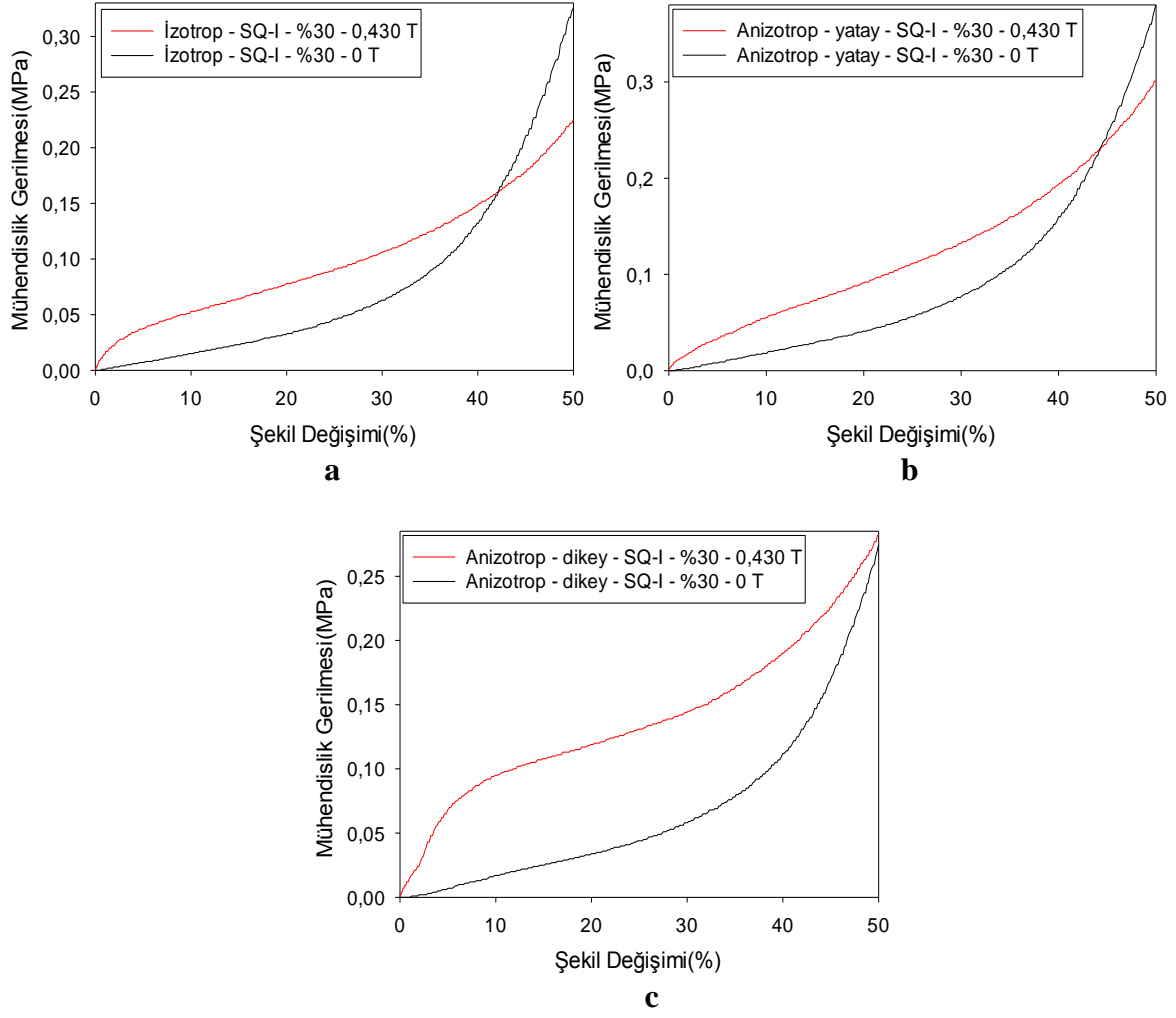 İzotrop - SQ-I - %30 - 0,430 T
İzotrop - SQ-I - %30 - 0 T
Mühendislik Gerilmesi(MPa)
0,30
0,25
0,20
0,15
0,10
0,05
0,00
0 10 20 30 40 50
Şekil Değişimi(%)
a
Anizotrop - yatay - SQ-I - %30 - 0,430 T
Anizotrop - yatay - SQ-I - %30 - 0 T
Mühendislik Gerilmesi(MPa)
0,3
0,2
0,1
0,0
0 10 20 30 40 50
Şekil Değişimi(%)
b
Anizotrop - dikey - SQ-I - %30 - 0,430 T
Anizotrop - dikey - SQ-I - %30 - 0 T
Mühendislik Gerilmesi(MPa)
0,25
0,20
0,15
0,10
0,05
0,00
0 10 20 30 40 50
Şekil Değişimi(%)
c